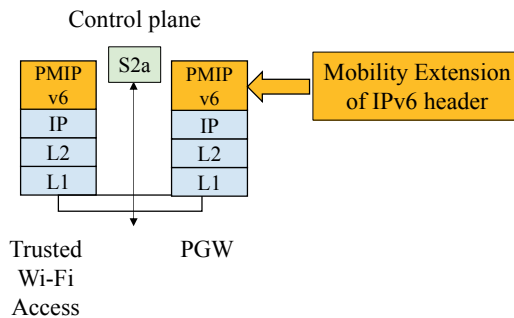 Control plane
S2a
PMIP
v6
IP
L2
L1
PMIP
v6
IP
L2
L1
Mobility Extension
of IPv6 header
Trusted
Wi-Fi
Access
PGW